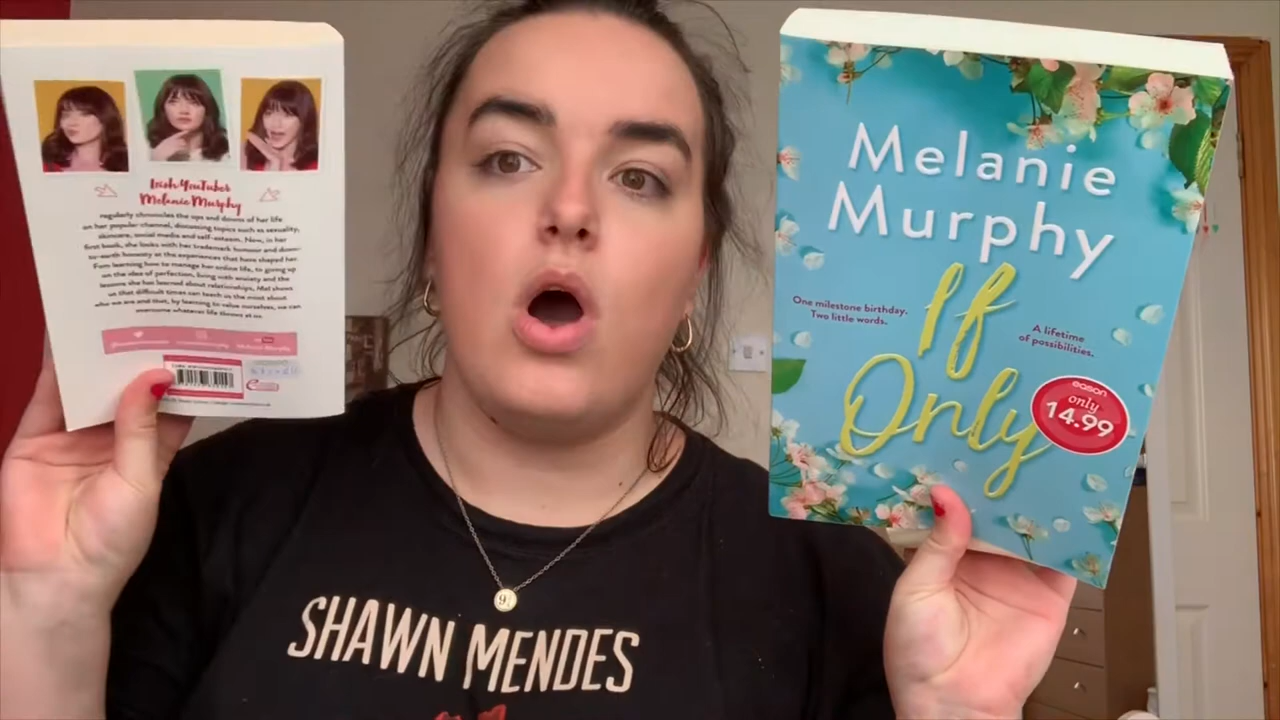 Irish YouTuber
Melanie Murphy
regularly chronicles the ups and downs of her life
on her popular channel, discussing topics such as sexuality,
skincare, social media and self-esteem. Now, in her
first book, she looks with her trademark humour and down-
to-earth honesty at the experiences that have shaped her.
From learning how to manage her online life, to giving up
on the idea of perfection, living with anxiety and the
lessons she has learned about relationships, Mel shows
us that difficult times can teach us the most about
who we are and that, by learning to value ourselves, we can
overcome whatever life throws at us.
Melanie Murphy
If
Only
One milestone birthday.
Two little words.
A lifetime
of possibilities.
eason
only
14.99
9
SHAWN MENDES